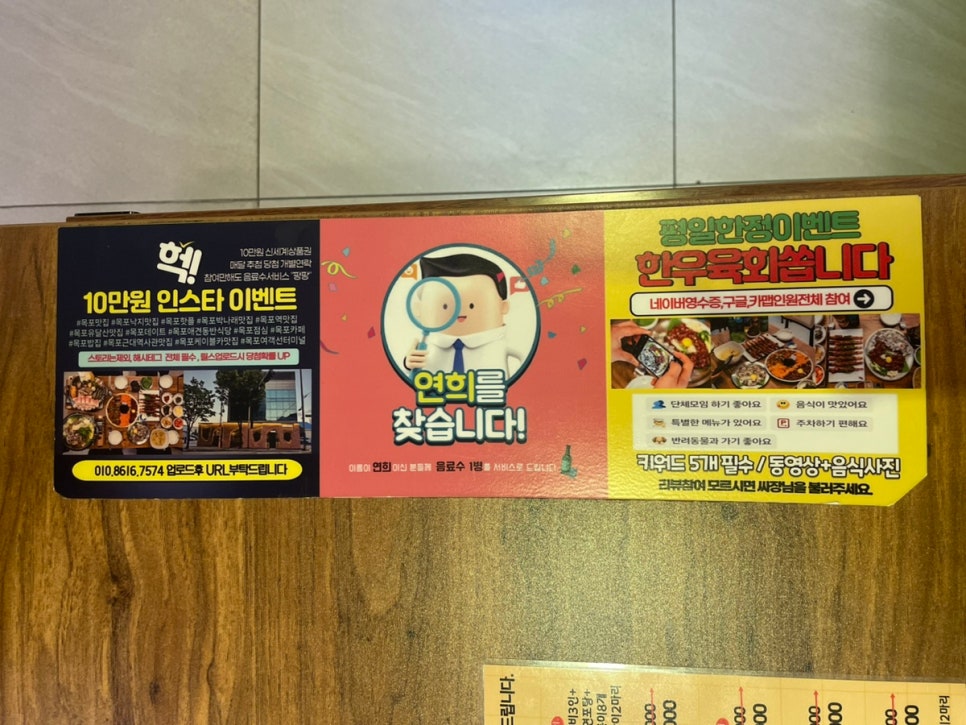 헥!
10만원 신세계상품권
매달 추첨 당첨 개별연락
참여만해도 음료수서비스 "팡팡"
10만원 인스타 이벤트
#목포맛집 #목포낙지맛집 #목포핫플 #목포박나래맛집 #목포역맛집
#목포유달산맛집 #목포데이트 #목포애견동반식당 #목포점심 #목포카페
#목포밥집 #목포근대역사관맛집 #목포케이블카맛집 #목포여객선터미널
스토리는제외, 해시태그 전체 필수, 릴스업로드시 당첨확률 UP
010.8616.7574 업로드후 URL부탁드립니다
연희를
찾습니다!
이름이 연희이신 분들께 음료수 1병을 서비스로 드립니다
평일한정이벤트
한우육회쏩니다
네이버영수증,구글,카맵인원전체 참여
단체모임 하기 좋아요
음식이 맛있어요
특별한 메뉴가 있어요
P 주차하기 편해요
반려동물과 가기 좋아요
키워드 5개 필수 / 동영상+음식사진
리뷰참여 모르시면 싸장님을 불러주세요.
드립니다.